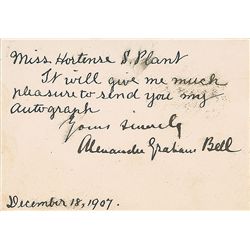 Miss Hortense S. Plant
It will give me much
pleasure to send you my
Autograph
Yours sincerely
Alexander Graham Bell
December 18, 1907.